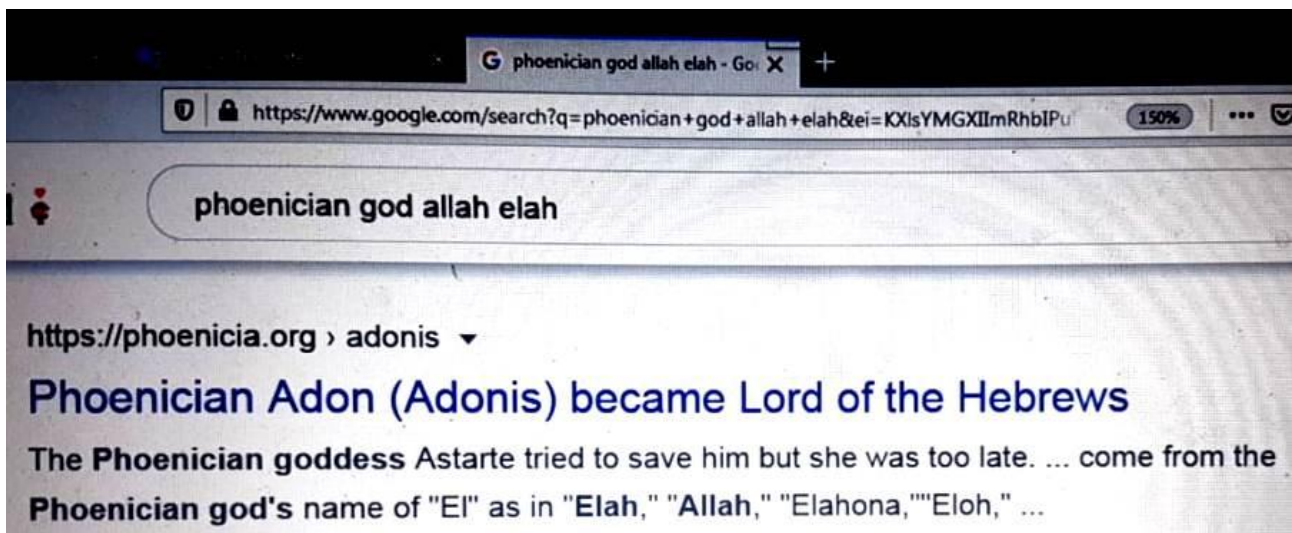 G phoenician god allah elah - Goo
https://www.google.com/search?q=phoenician+god+allah+elah&ei=KXIsYMGXIImRhbIPu
150%
phoenician god allah elah
https://phoenicia.org › adonis
Phoenician Adon (Adonis) became Lord of the Hebrews
The Phoenician goddess Astarte tried to save him but she was too late. ... come from the
Phoenician god's name of "El" as in "Elah," "Allah," "Elahona,""Eloh," ...